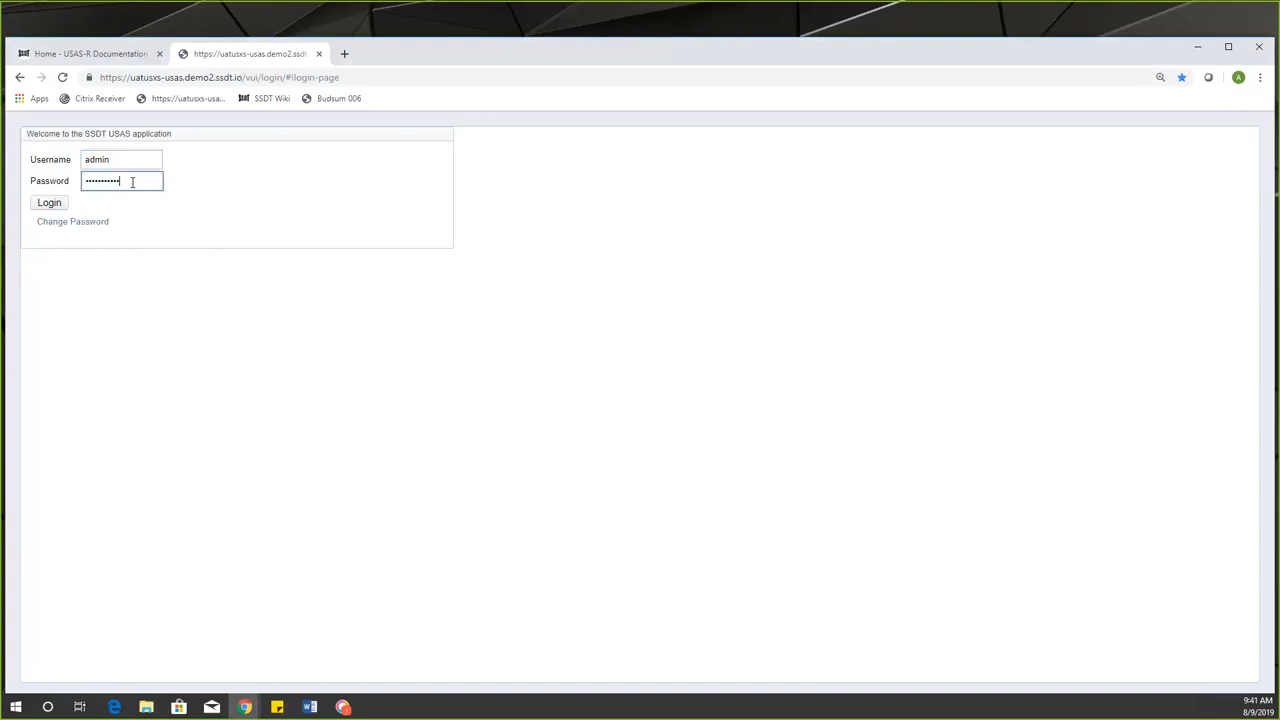 Home - USAS-R Documentation
https://uatusxs-usas.demo2.ssdt.
https://uatusxs-usas.demo2.ssdt.io/vui/login/#!login-page
Apps Citrix Receiver https://uatusxs-usa... SSDT Wiki Budsum 006
Welcome to the SSDT USAS application
Username admin
Password •••••••••••
Login
Change Password
9:41 AM
8/9/2019